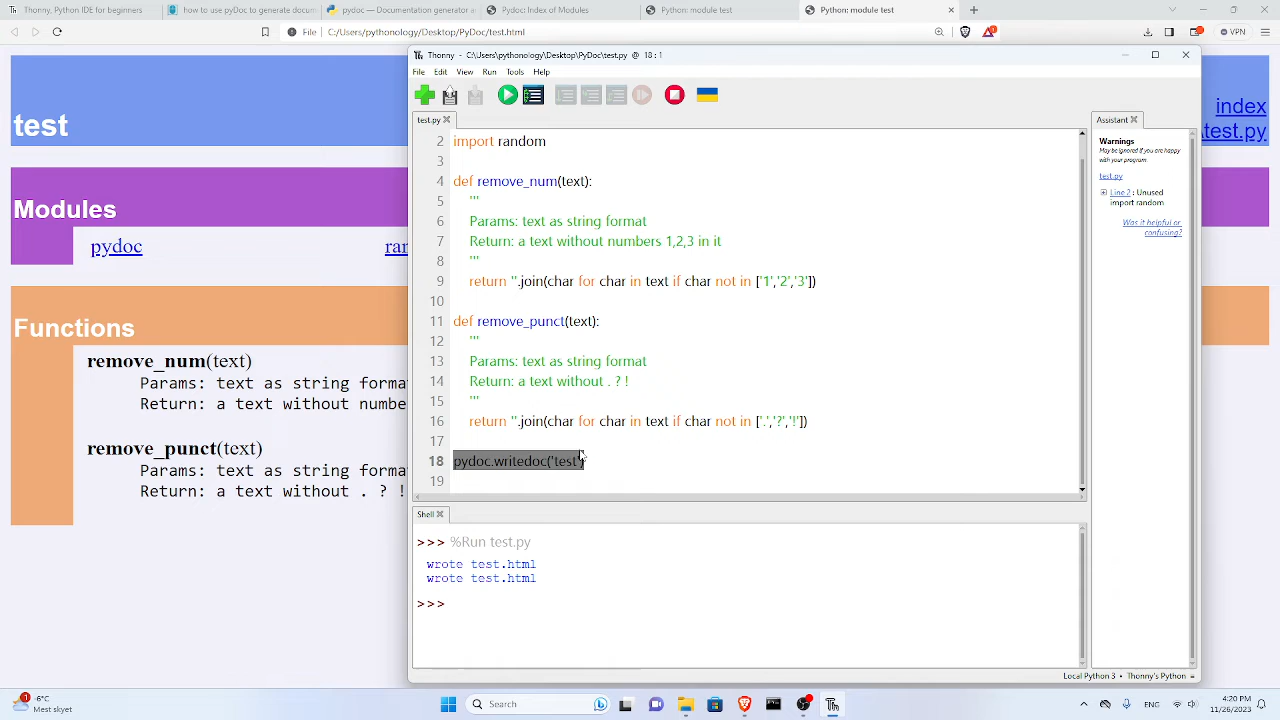 Thonny, Python IDE for beginners
how to use pyDoc to generate docum
pydoc — Documentation generator a
Pydoc: Index of Modules
Python: module test
Python: module test
File
C:/Users/pythonology/Desktop/PyDoc/test.html
VPN
Thonny - C:\Users\pythonology\Desktop\PyDoc\test.py @ 18 : 1
File Edit View Run Tools Help
test
index
test.py
Modules
pydoc
ran
Functions
remove_num(text)
Params: text as string forma
Return: a text without numbe
remove_punct(text)
Params: text as string forma
Return: a text without . ? !
test.py
2 import random
3
4 def remove_num(text):
5 '''
6 Params: text as string format
7 Return: a text without numbers 1,2,3 in it
8 '''
9 return ''.join(char for char in text if char not in ['1','2','3'])
10
11 def remove_punct(text):
12 '''
13 Params: text as string format
14 Return: a text without . ? !
15 '''
16 return ''.join(char for char in text if char not in ['.','?','!'])
17
18 pydoc.writedoc('test')
19
Assistant
Warnings
May be ignored if you are happy
with your program.
test.py
Line 2 : Unused
import random
Was it helpful or
confusing?
Shell
>>> %Run test.py
wrote test.html
wrote test.html
>>>
Local Python 3 • Thonny's Python
-6°C
Mest skyet
Search
ENG
4:20 PM
11/26/2023